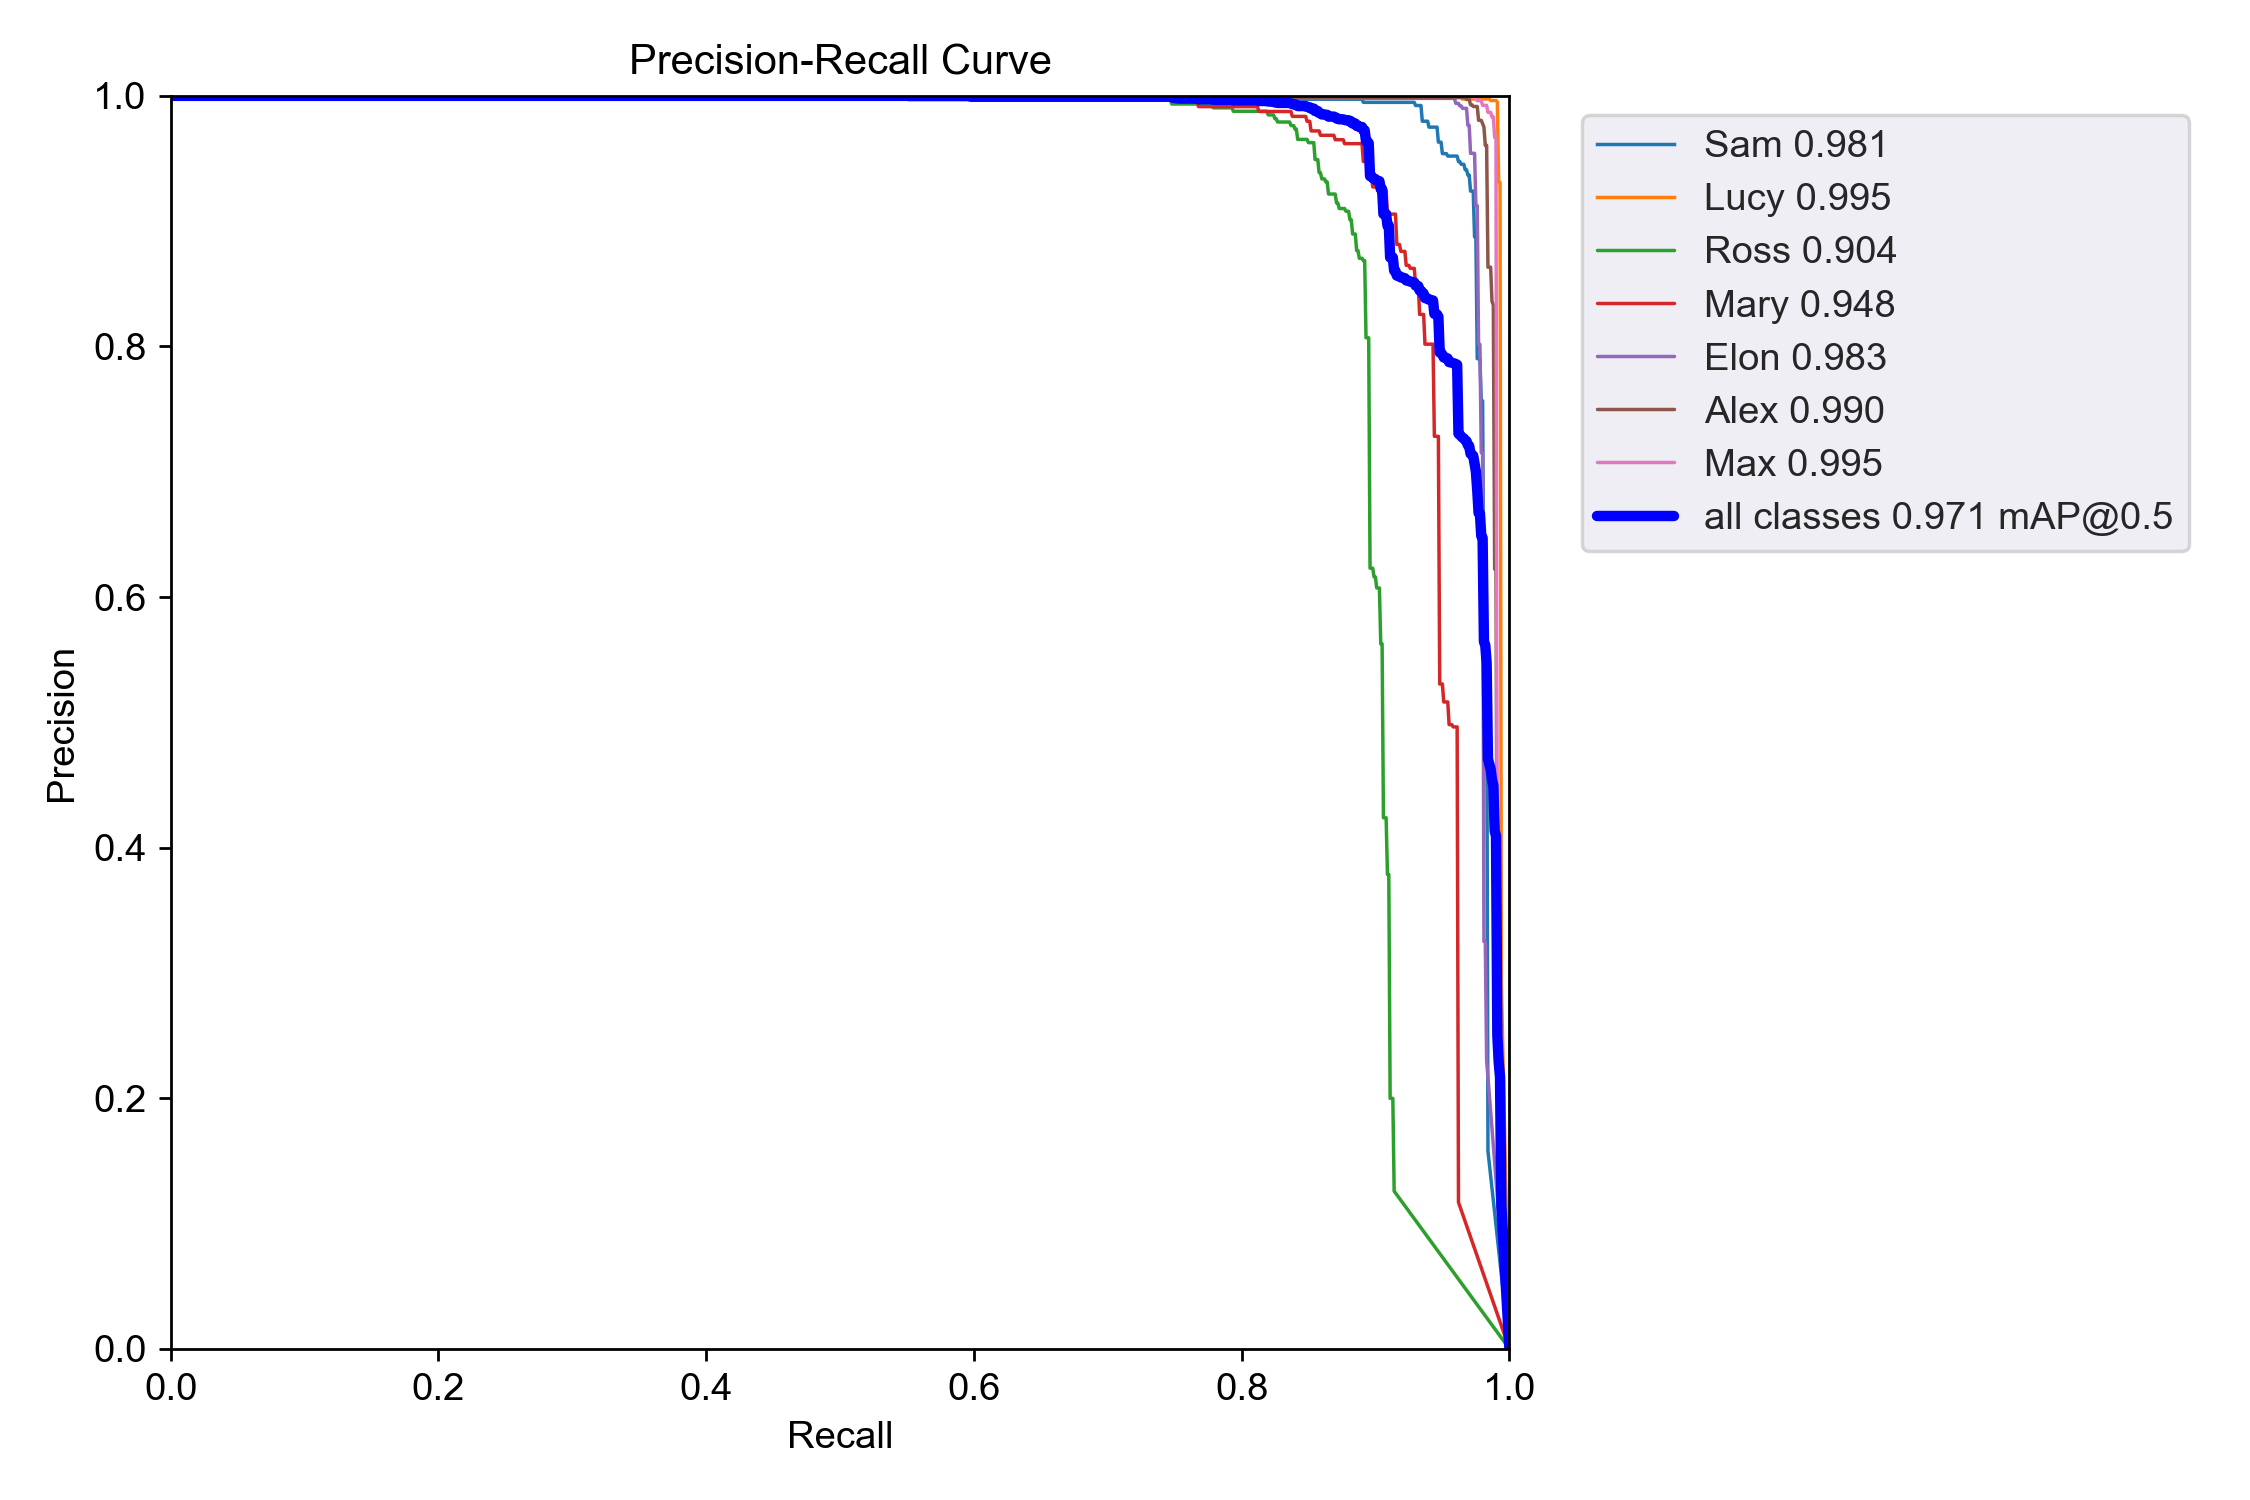 Precision-Recall Curve
1.0
0.8
0.6
0.4
0.2
0.0
Precision
0.0 0.2 0.4 0.6 0.8 1.0
Recall
Sam 0.981
Lucy 0.995
Ross 0.904
Mary 0.948
Elon 0.983
Alex 0.990
Max 0.995
all classes 0.971 mAP@0.5